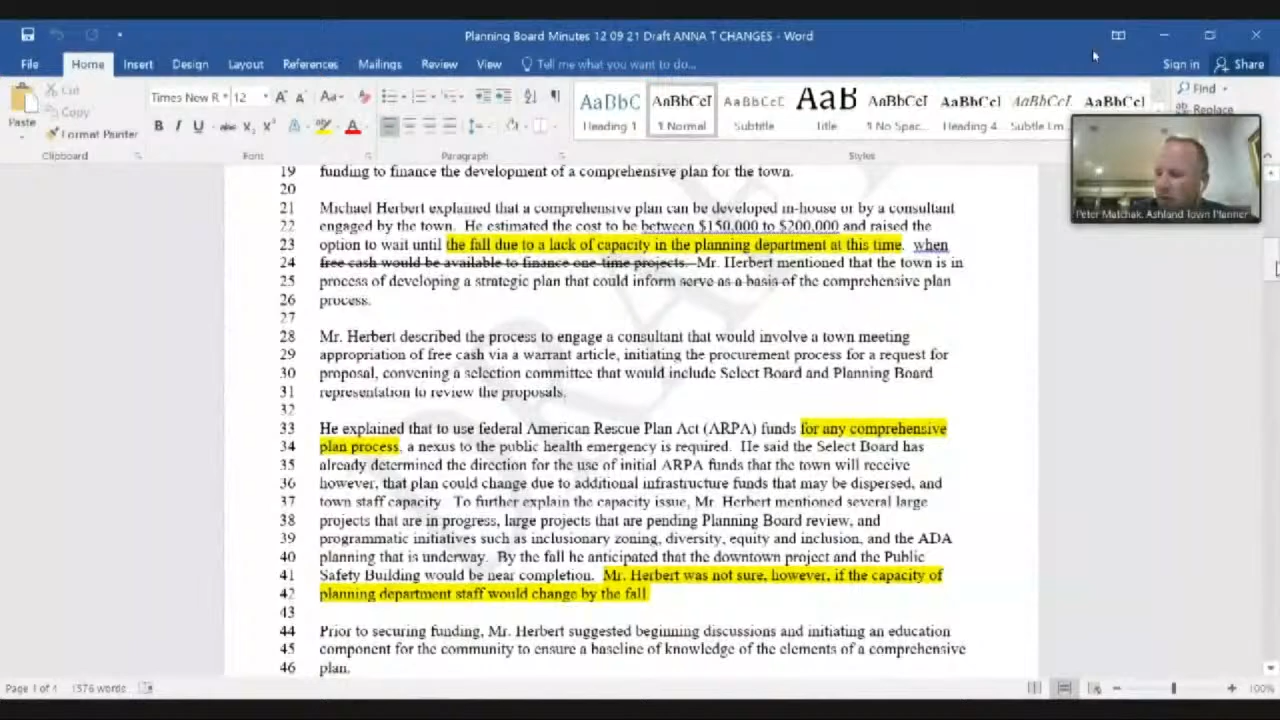 Planning Board Minutes 12 09 21 Draft ANNA T CHANGES - Word
File Home Insert Design Layout References Mailings Review View Tell me what you want to do... Sign in Share
Paste Cut Copy Format Painter
Times New R 12
AaBbC AaBbCcI AaBbCcC AaB AaBbCcI AaBbCcI AaBbCcI AaBbCcI
Heading 1 ¶ Normal Subtitle Title ¶ No Spac... Heading 4 Subtle Em...
Find
Replace
Clipboard Font Paragraph Styles
Peter Matchak, Ashland Town Planner
DRAFT
19 funding to finance the development of a comprehensive plan for the town.
20
21 Michael Herbert explained that a comprehensive plan can be developed in-house or by a consultant
22 engaged by the town. He estimated the cost to be between $150,000 to $200,000 and raised the
23 option to wait until the fall due to a lack of capacity in the planning department at this time. when
24 free cash would be available to finance one-time projects. Mr. Herbert mentioned that the town is in
25 process of developing a strategic plan that could inform serve as a basis of the comprehensive plan
26 process.
27
28 Mr. Herbert described the process to engage a consultant that would involve a town meeting
29 appropriation of free cash via a warrant article, initiating the procurement process for a request for
30 proposal, convening a selection committee that would include Select Board and Planning Board
31 representation to review the proposals.
32
33 He explained that to use federal American Rescue Plan Act (ARPA) funds for any comprehensive
34 plan process, a nexus to the public health emergency is required. He said the Select Board has
35 already determined the direction for the use of initial ARPA funds that the town will receive
36 however, that plan could change due to additional infrastructure funds that may be dispersed, and
37 town staff capacity. To further explain the capacity issue, Mr. Herbert mentioned several large
38 projects that are in progress, large projects that are pending Planning Board review, and
39 programmatic initiatives such as inclusionary zoning, diversity, equity and inclusion, and the ADA
40 planning that is underway. By the fall he anticipated that the downtown project and the Public
41 Safety Building would be near completion. Mr. Herbert was not sure, however, if the capacity of
42 planning department staff would change by the fall.
43
44 Prior to securing funding, Mr. Herbert suggested beginning discussions and initiating an education
45 component for the community to ensure a baseline of knowledge of the elements of a comprehensive
46 plan.
Page 1 of 4 1576 words 100%